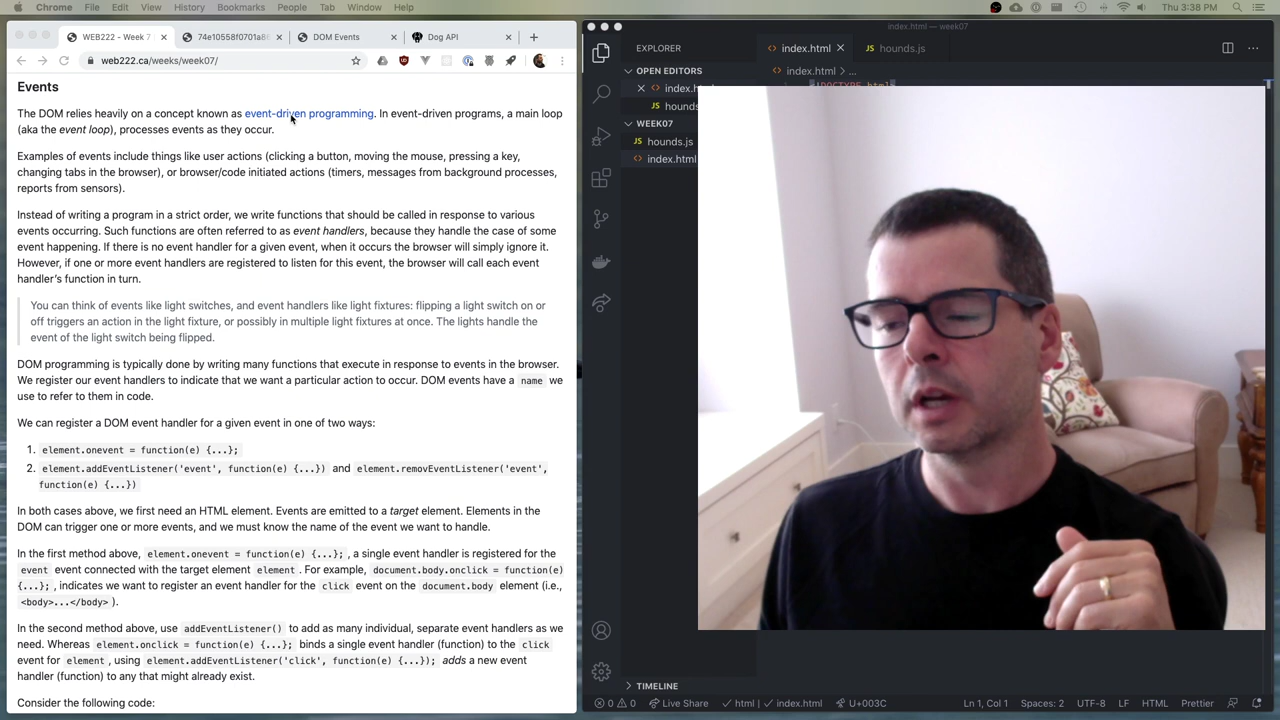 Chrome File Edit View History Bookmarks People Tab Window Help Thu 3:38 PM
WEB222 - Week 7
74e10558f0701a8
DOM Events
Dog API
web222.ca/weeks/week07/
Events
The DOM relies heavily on a concept known as event-driven programming. In event-driven programs, a main loop
(aka the event loop), processes events as they occur.
Examples of events include things like user actions (clicking a button, moving the mouse, pressing a key,
changing tabs in the browser), or browser/code initiated actions (timers, messages from background processes,
reports from sensors).
Instead of writing a program in a strict order, we write functions that should be called in response to various
events occurring. Such functions are often referred to as event handlers, because they handle the case of some
event happening. If there is no event handler for a given event, when it occurs the browser will simply ignore it.
However, if one or more event handlers are registered to listen for this event, the browser will call each event
handler's function in turn.
You can think of events like light switches, and event handlers like light fixtures: flipping a light switch on or
off triggers an action in the light fixture, or possibly in multiple light fixtures at once. The lights handle the
event of the light switch being flipped.
DOM programming is typically done by writing many functions that execute in response to events in the browser.
We register our event handlers to indicate that we want a particular action to occur. DOM events have a name we
use to refer to them in code.
We can register a DOM event handler for a given event in one of two ways:
1. element.onevent = function(e) {...};
2. element.addEventListener('event', function(e) {...}) and element.removeEventListener('event',
function(e) {...})
In both cases above, we first need an HTML element. Events are emitted to a target element. Elements in the
DOM can trigger one or more events, and we must know the name of the event we want to handle.
In the first method above, element.onevent = function(e) {...}; , a single event handler is registered for the
event event connected with the target element element . For example, document.body.onclick = function(e)
{...}; , indicates we want to register an event handler for the click event on the document.body element (i.e.,
<body>...</body> ).
In the second method above, use addEventListener() to add as many individual, separate event handlers as we
need. Whereas element.onclick = function(e) {...}; binds a single event handler (function) to the click
event for element , using element.addEventListener('click', function(e) {...}); adds a new event
handler (function) to any that might already exist.
Consider the following code:
index.html — week07
EXPLORER
index.html
hounds.js
OPEN EDITORS
index.html > ...
index.h
<!DOCTYPE html>
JS hounds
WEEK07
JS hounds.js
index.html
TIMELINE
0 0 Live Share html | index.html U+003C Ln 1, Col 1 Spaces: 2 UTF-8 LF HTML Prettier